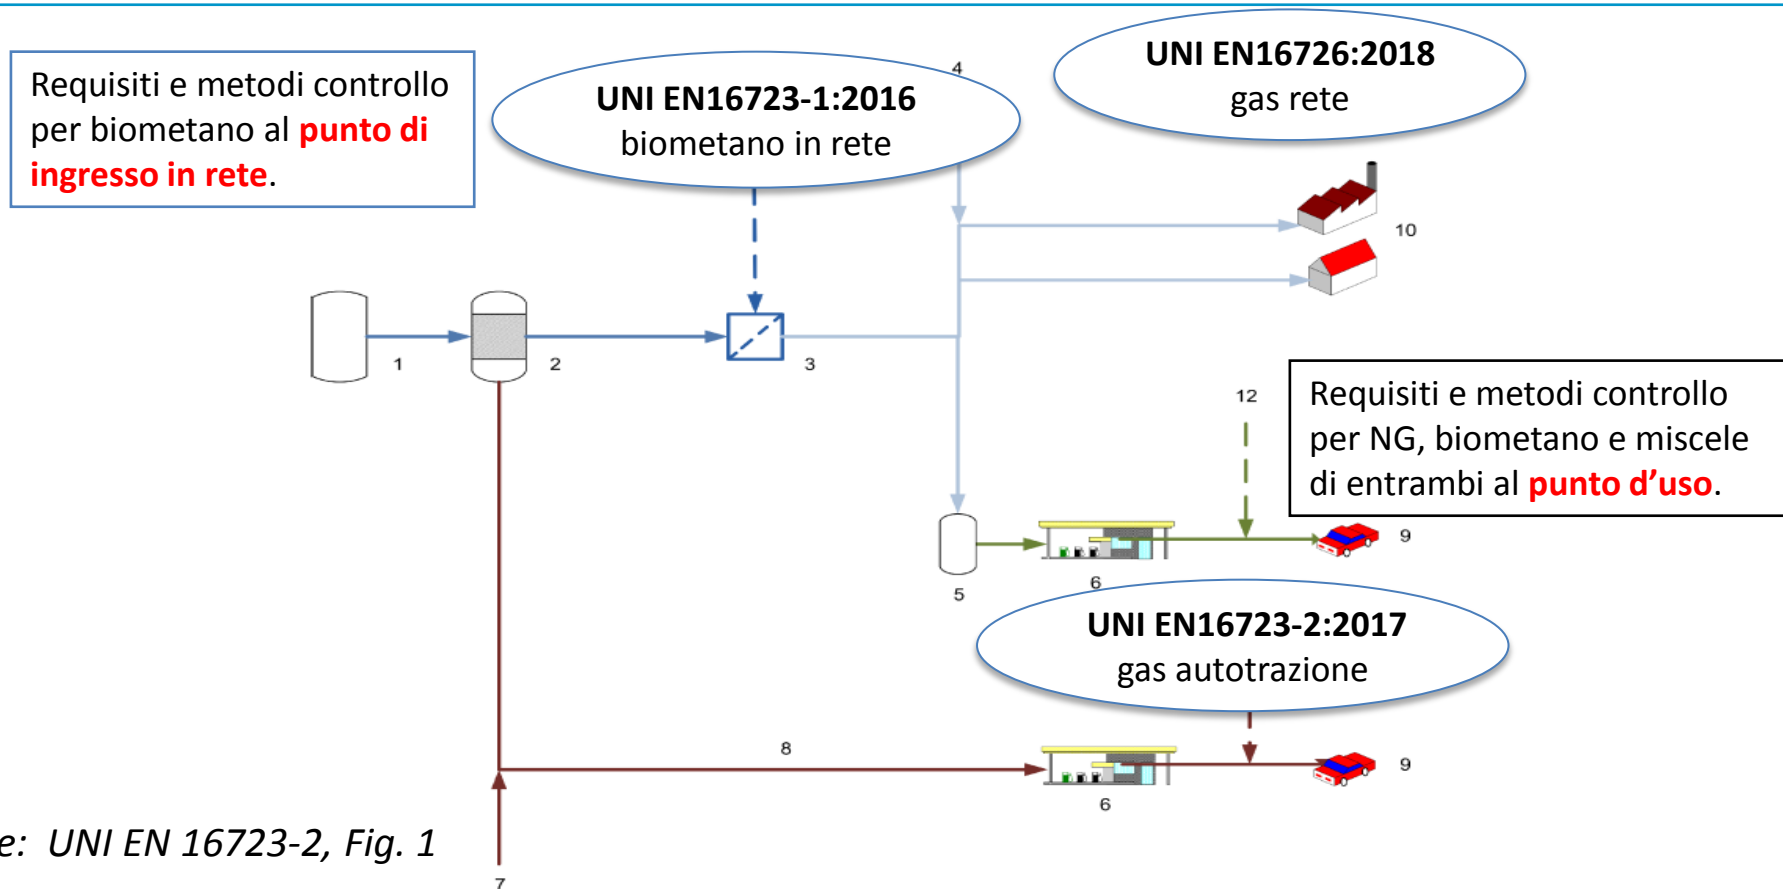 Requisiti e metodi controllo
per biometano al punto di
ingresso in rete.
UNI EN16723-1:2016
biometano in rete
4
UNI EN16726:2018
gas rete
10
1
2
3
12
Requisiti e metodi controllo
per NG, biometano e miscele
di entrambi al punto d’uso.
9
6
5
UNI EN16723-2:2017
gas autotrazione
8
9
6
e: UNI EN 16723-2, Fig. 1
7